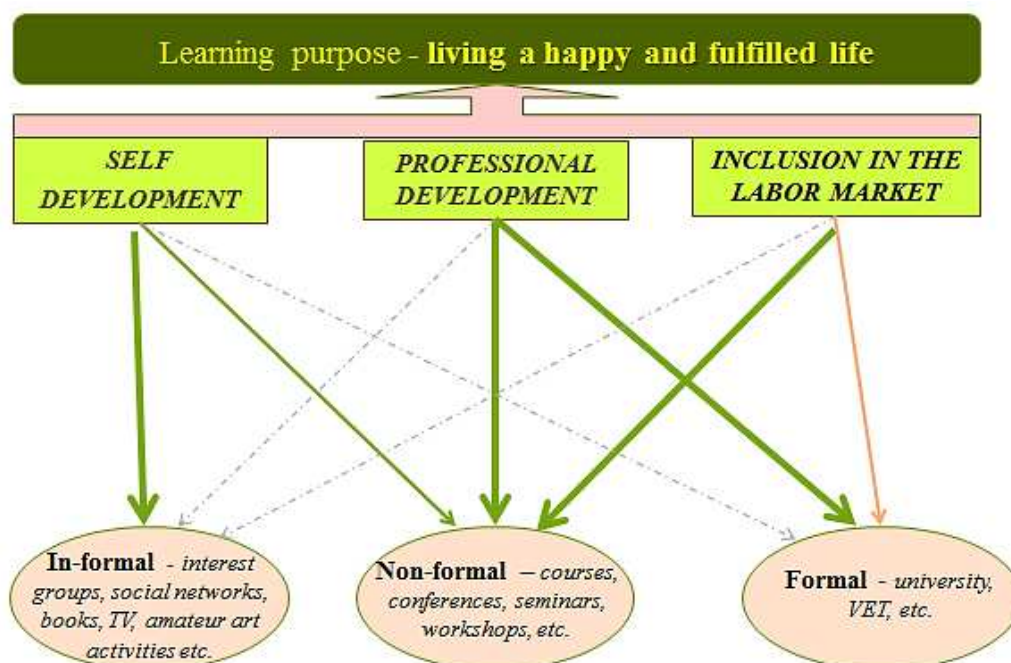 Learning purpose - living a happy and fulfilled life
SELF
DEVELOPMENT
PROFESSIONAL
DEVELOPMENT
INCLUSION IN THE
LABOR MARKET
In-formal - interest
groups, social networks,
books, TV, amateur art
activities etc.
Non-formal – courses,
conferences, seminars,
workshops, etc.
Formal - university,
VET, etc.